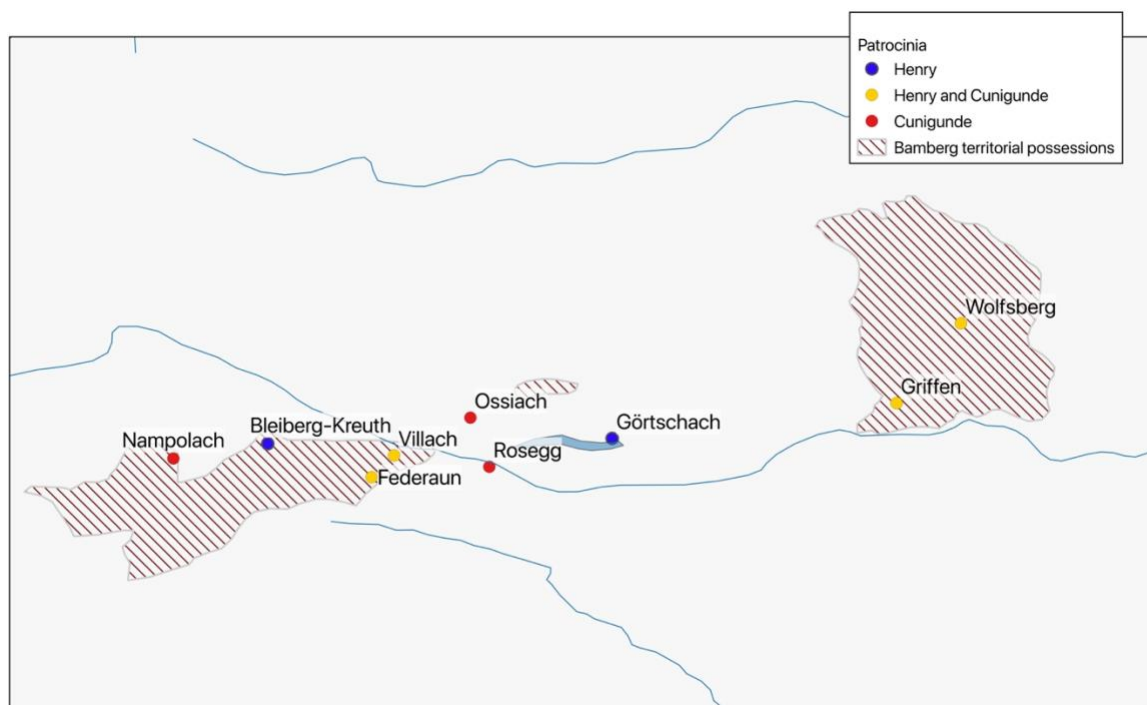 Patrocinia
Henry
Henry and Cunigunde
Cunigunde
Bamberg territorial possessions
Wolfsberg
Griffen
Ossiach
Görtschach
Bleiberg-Kreuth
Nampolach
Villach
Rosegg
Federaun